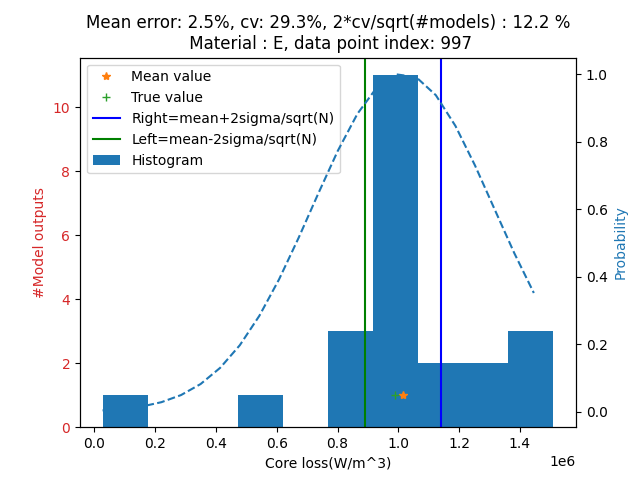 Mean error: 2.5%, cv: 29.3%, 2*cv/sqrt(#models) : 12.2 %
Material : E, data point index: 997
Mean value
True value
Right=mean+2sigma/sqrt(N)
Left=mean-2sigma/sqrt(N)
Histogram
#Model outputs
10
8
6
4
2
0
Probability
1.0
0.8
0.6
0.4
0.2
0.0
0.0 0.2 0.4 0.6 0.8 1.0 1.2 1.4
1e6
Core loss(W/m^3)